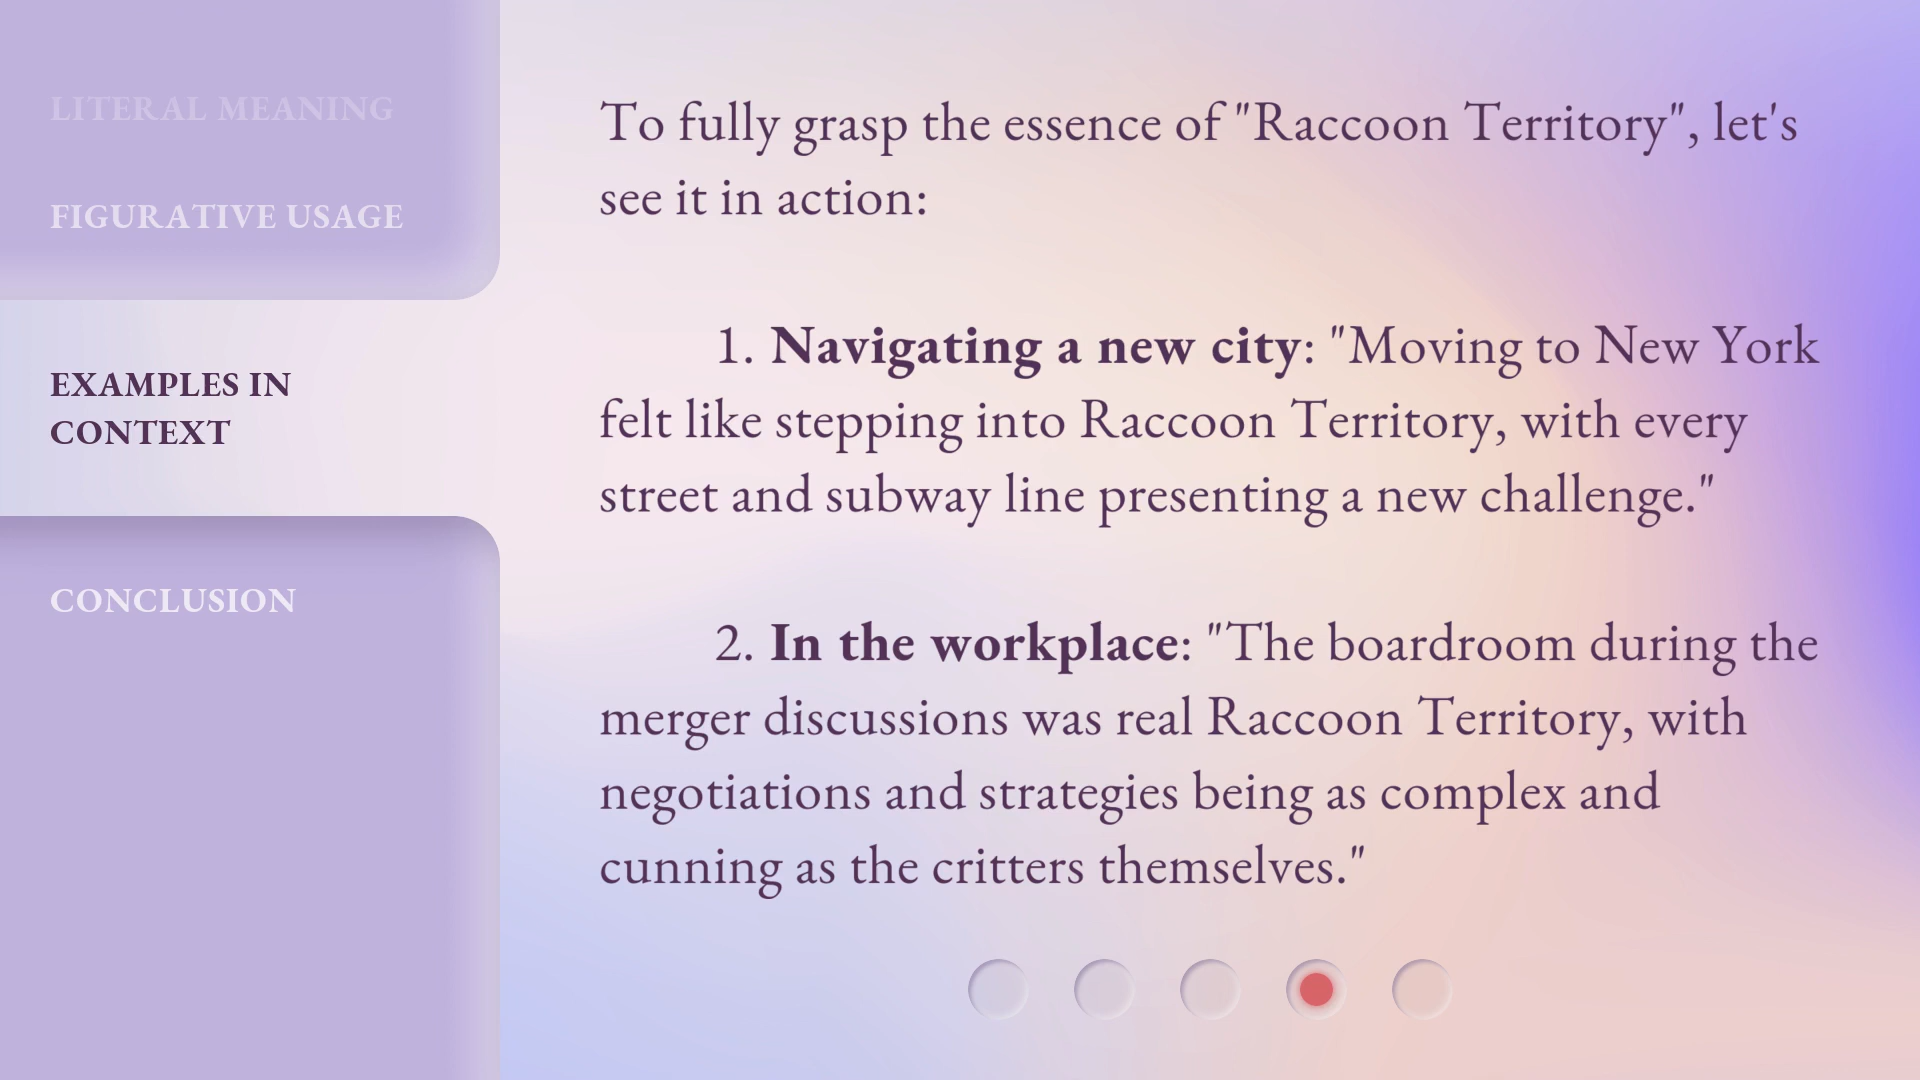 LITERAL MEANING
FIGURATIVE USAGE
EXAMPLES IN
CONTEXT
CONCLUSION
To fully grasp the essence of "Raccoon Territory", let's
see it in action:
1. Navigating a new city: "Moving to New York
felt like stepping into Raccoon Territory, with every
street and subway line presenting a new challenge."
2. In the workplace: "The boardroom during the
merger discussions was real Raccoon Territory, with
negotiations and strategies being as complex and
cunning as the critters themselves."